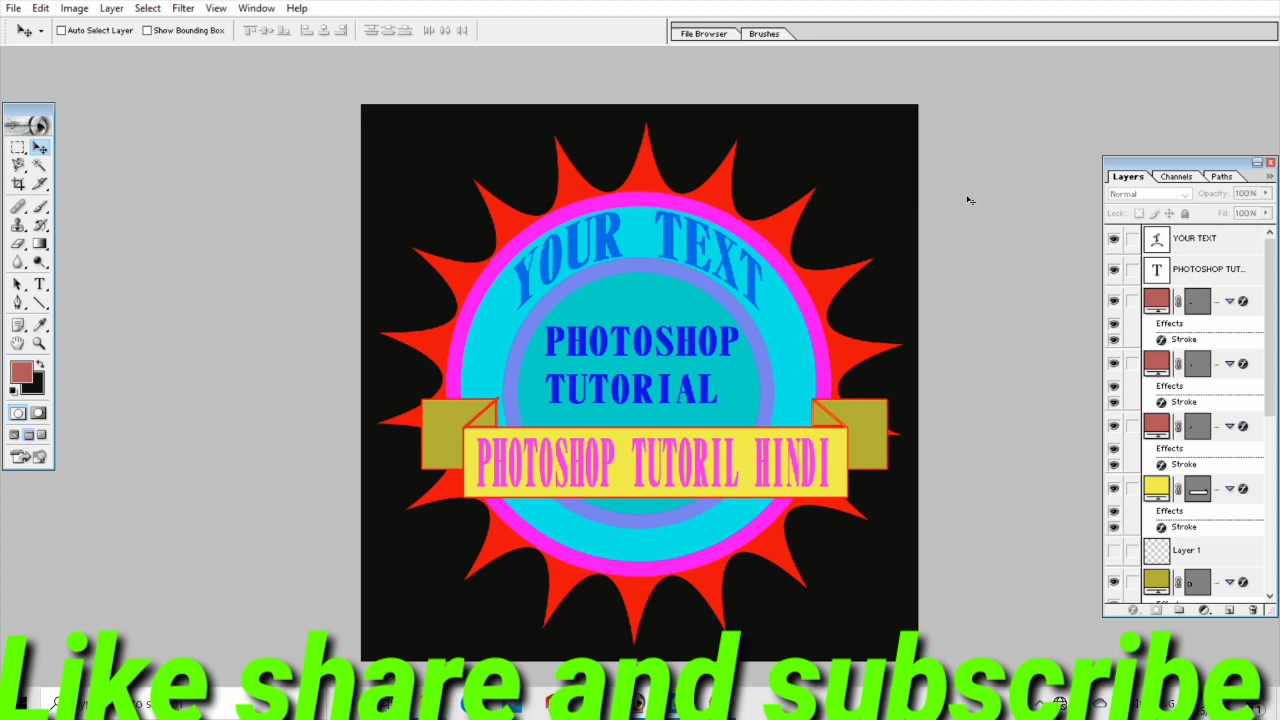 File Edit Image Layer Select Filter View Window Help
Auto Select Layer Show Bounding Box
File Browser Brushes
Layers Channels Paths
Normal Opacity: 100%
Lock: Fill: 100%
YOUR TEXT
PHOTOSHOP TUT...
Effects
Stroke
Effects
Stroke
Effects
Stroke
Effects
Stroke
Layer 1
YOUR TEXT
PHOTOSHOP
TUTORIAL
PHOTOSHOP TUTORIL HINDI
Like share and subscribe